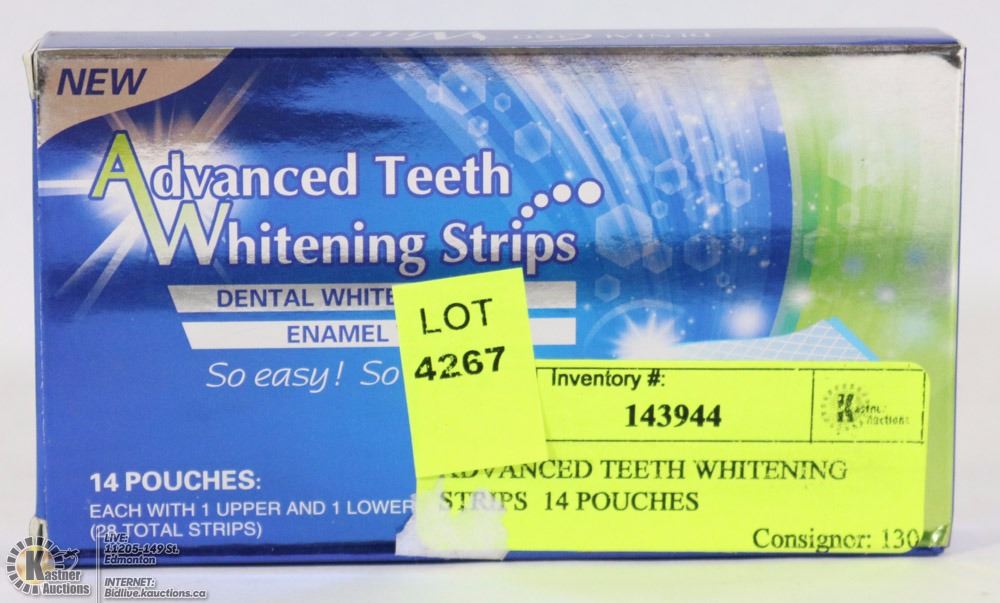 NEW
Advanced Teeth
Whitening Strips
DENTAL WHITE
ENAMEL
So easy! So
LOT
4267
Inventory #:
143944
Kastner
Auctions
ADVANCED TEETH WHITENING
STRIPS 14 POUCHES
Consignor: 130
14 POUCHES:
EACH WITH 1 UPPER AND 1 LOWER
(28 TOTAL STRIPS)
Kastner
Auctions
LIVE:
11205-149 St.
Edmonton
INTERNET:
Bidlive.kauctions.ca